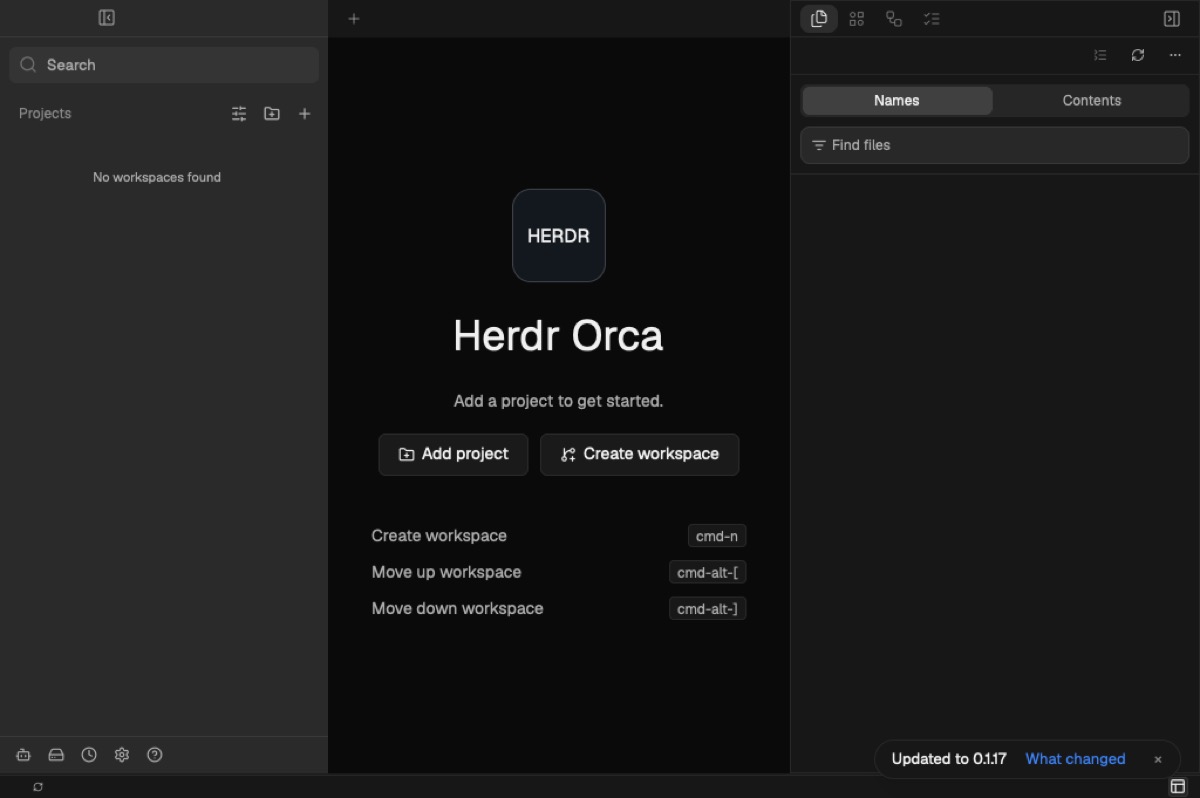 Search
Projects
No workspaces found
HERDR
Herdr Orca
Add a project to get started.
Add project
Create workspace
Create workspace cmd-n
Move up workspace cmd-alt-[
Move down workspace cmd-alt-]
Names
Contents
Find files
Updated to 0.1.17 What changed ×